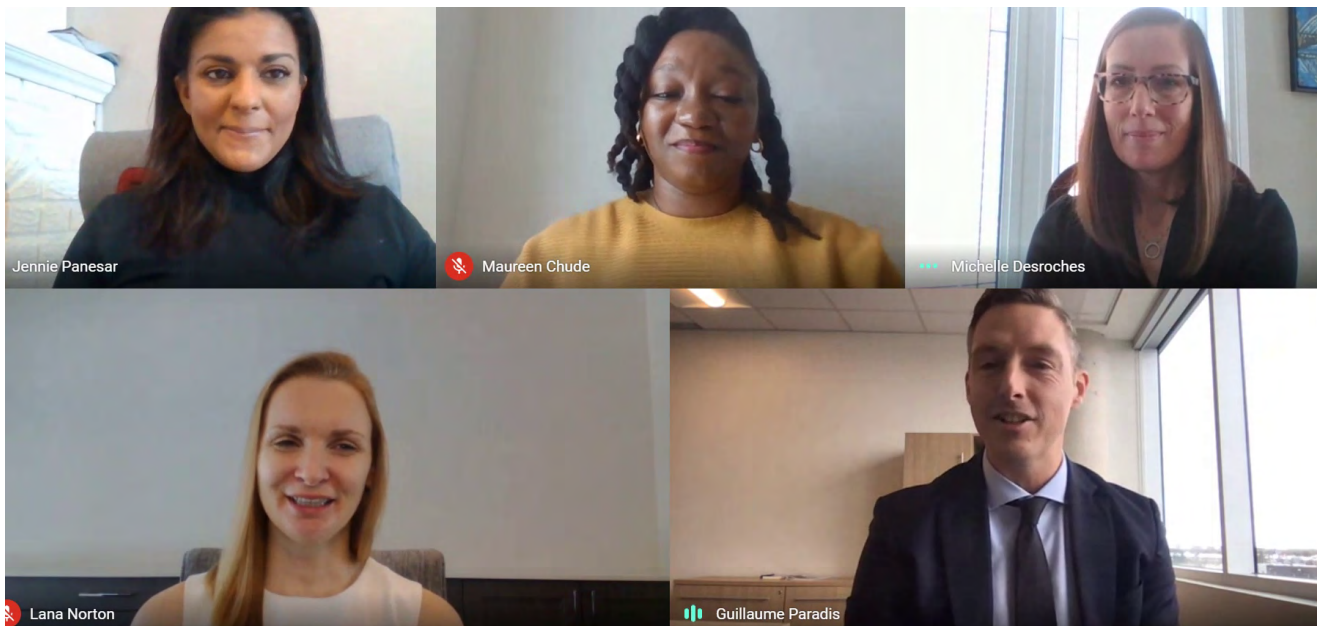 Jennie Panesar
Maureen Chude
Michelle Desroches
Lana Norton
Guillaume Paradis